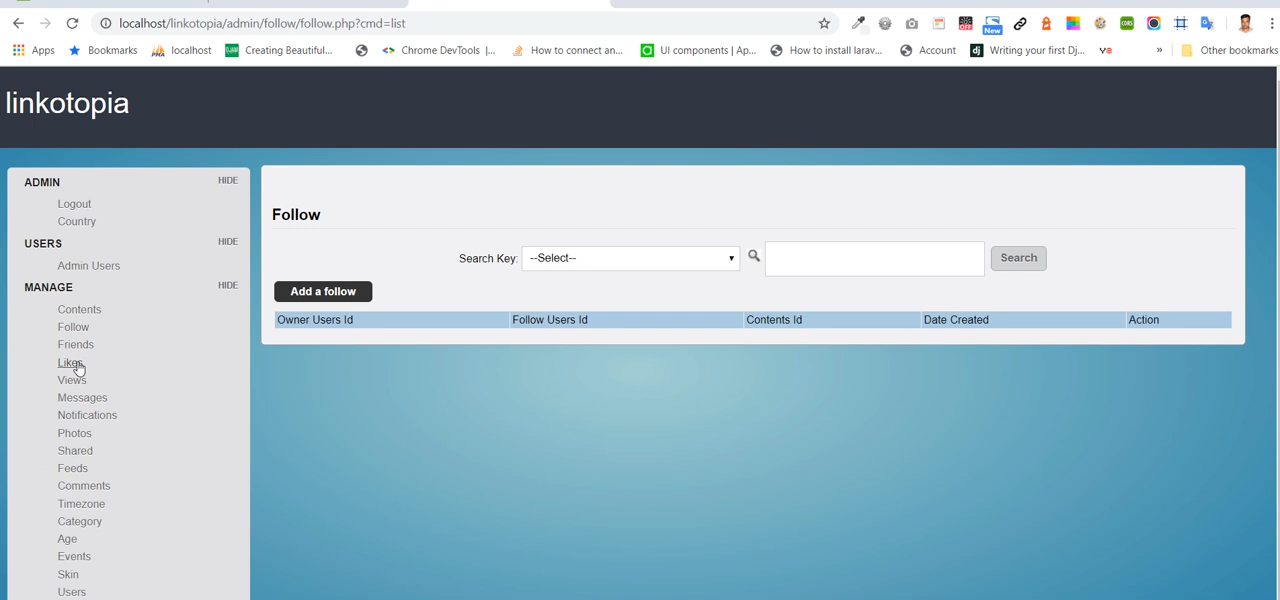 localhost/linkotopia/admin/follow/follow.php?cmd=list
New
CORS
Apps
Bookmarks
localhost
Creating Beautiful...
Chrome DevTools |...
How to connect an...
UI components | Ap...
How to install larav...
Account
Writing your first Dj...
»
Other bookmarks
linkotopia
ADMIN HIDE
Logout
Country
USERS HIDE
Admin Users
MANAGE HIDE
Contents
Follow
Friends
Likes
Views
Messages
Notifications
Photos
Shared
Feeds
Comments
Timezone
Category
Age
Events
Skin
Users
Follow
Search Key: --Select-- Search
Add a follow
Owner Users Id Follow Users Id Contents Id Date Created Action